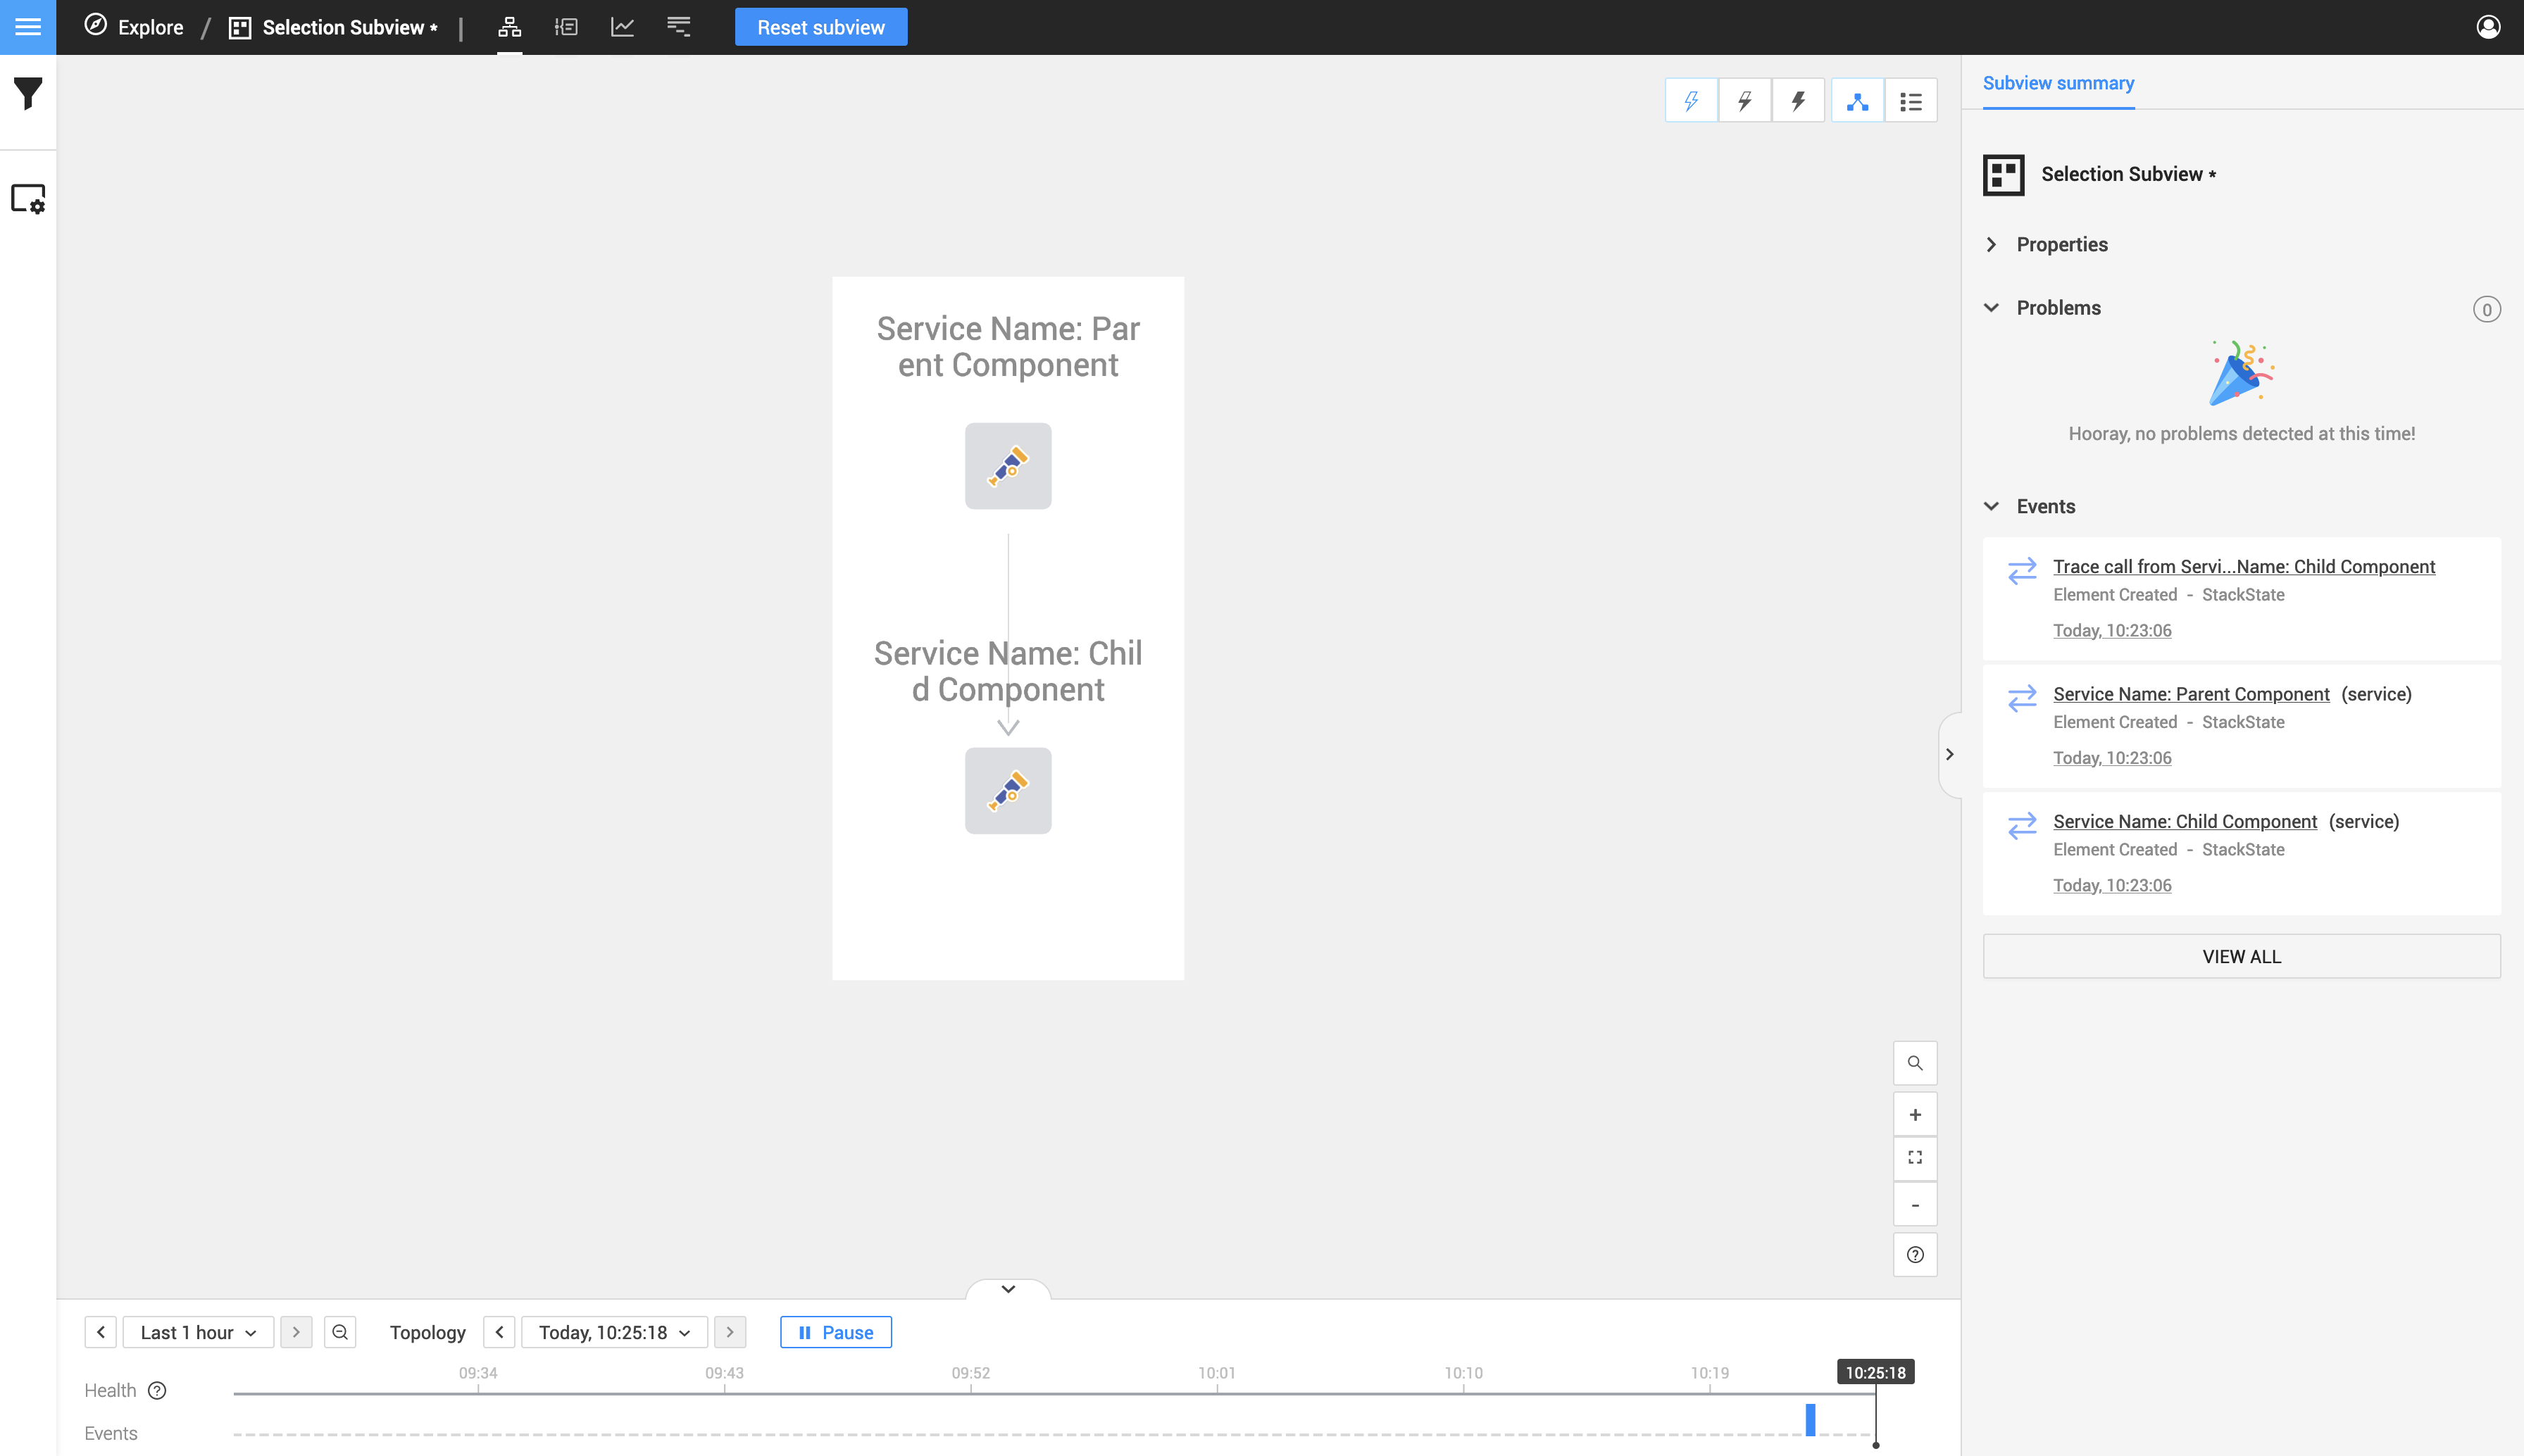 Explore / Selection Subview * |
Reset subview
Subview summary
Selection Subview *
Properties
Problems
0
Hooray, no problems detected at this time!
Events
Trace call from Servi...Name: Child Component
Element Created - StackState
Today, 10:23:06
Service Name: Parent Component (service)
Element Created - StackState
Today, 10:23:06
Service Name: Child Component (service)
Element Created - StackState
Today, 10:23:06
VIEW ALL
Service Name: Par
ent Component
Service Name: Chil
d Component
+
-
Last 1 hour
Topology
Today, 10:25:18
Pause
09:34
09:43
09:52
10:01
10:10
10:19
10:25:18
Health
Events